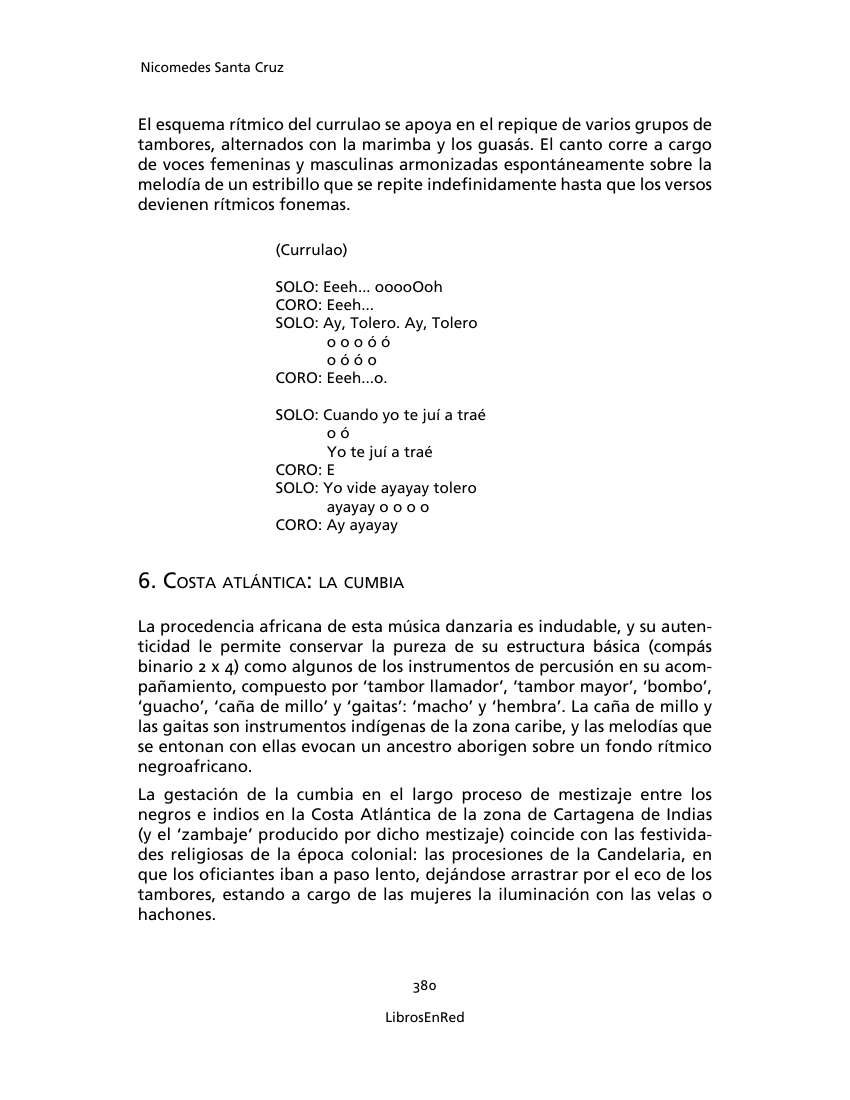 Nicomedes Santa Cruz
El esquema rítmico del currulao se apoya en el repique de varios grupos de
tambores, alternados con la marimba y los guasás. El canto corre a cargo
de voces femeninas y masculinas armonizadas espontáneamente sobre la
melodía de un estribillo que se repite indefinidamente hasta que los versos
devienen rítmicos fonemas.
(Currulao)
SOLO: Eeeh... ooooOoh
CORO: Eeeh...
SOLO: Ay, Tolero. Ay, Tolero
o o o ó ó
o ó ó o
CORO: Eeeh...o.
SOLO: Cuando yo te juí a traé
o ó
Yo te juí a traé
CORO: E
SOLO: Yo vide ayayay tolero
ayayay o o o o
CORO: Ay ayayay
6. Costa atlántica: la cumbia
La procedencia africana de esta música danzaria es indudable, y su auten-
ticidad le permite conservar la pureza de su estructura básica (compás
binario 2 x 4) como algunos de los instrumentos de percusión en su acom-
pañamiento, compuesto por ‘tambor llamador’, ‘tambor mayor’, ‘bombo’,
‘guacho’, ‘caña de millo’ y ‘gaitas’: ‘macho’ y ‘hembra’. La caña de millo y
las gaitas son instrumentos indígenas de la zona caribe, y las melodías que
se entonan con ellas evocan un ancestro aborigen sobre un fondo rítmico
negroafricano.
La gestación de la cumbia en el largo proceso de mestizaje entre los
negros e indios en la Costa Atlántica de la zona de Cartagena de Indias
(y el ‘zambaje’ producido por dicho mestizaje) coincide con las festivida-
des religiosas de la época colonial: las procesiones de la Candelaria, en
que los oficiantes iban a paso lento, dejándose arrastrar por el eco de los
tambores, estando a cargo de las mujeres la iluminación con las velas o
hachones.
380
LibrosEnRed